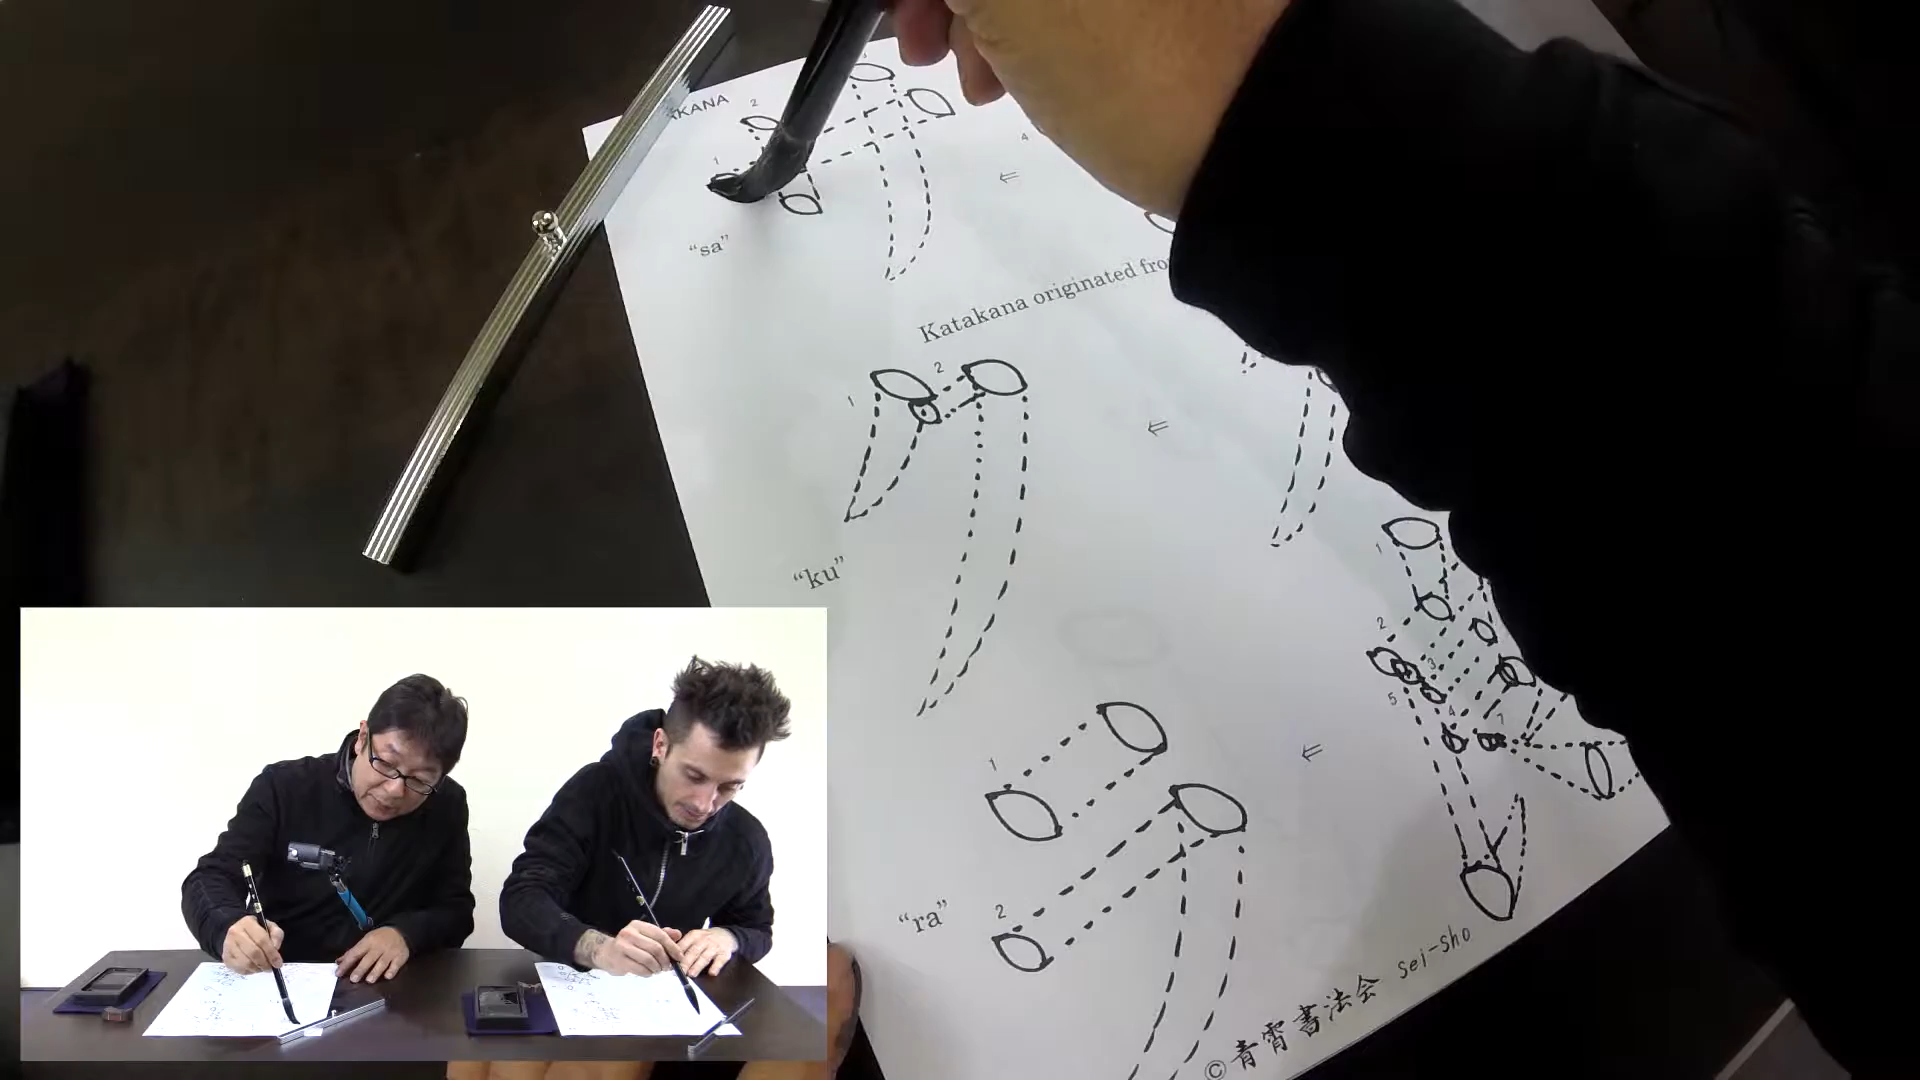 KANA
2
1
4
⇐
"sa"
Katakana originated fro
1
2
⇐
"ku"
1
2
3
5
4
7
1
⇐
2
"ra"
©青霄書法会 sei-sho